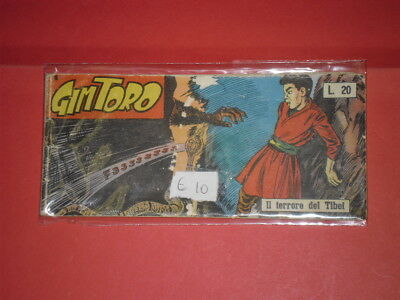 GIM TORO
L. 20
€ 10
Il terrore del Tibet